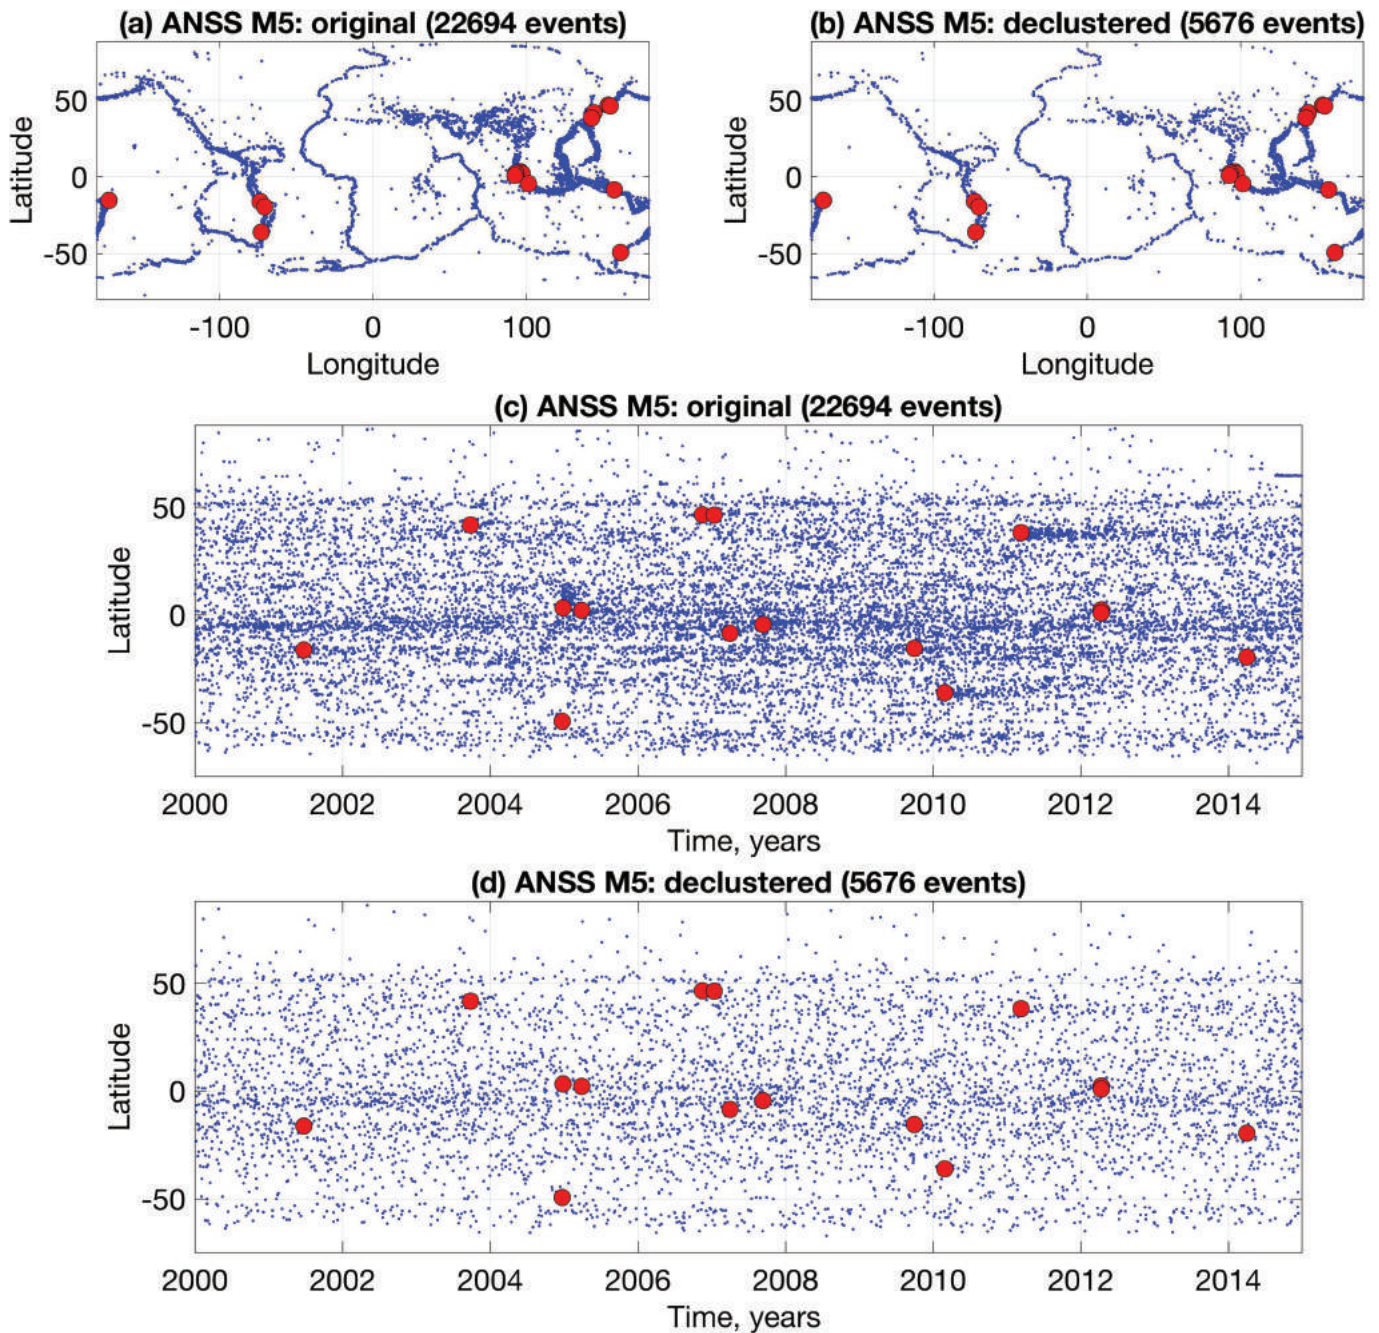 (a) ANSS M5: original (22694 events)
(b) ANSS M5: declustered (5676 events)
Latitude
50
0
-50
-100
0
100
Longitude
Latitude
50
0
-50
-100
0
100
Longitude
(c) ANSS M5: original (22694 events)
Latitude
50
0
-50
2000
2002
2004
2006
2008
2010
2012
2014
Time, years
(d) ANSS M5: declustered (5676 events)
Latitude
50
0
-50
2000
2002
2004
2006
2008
2010
2012
2014
Time, years